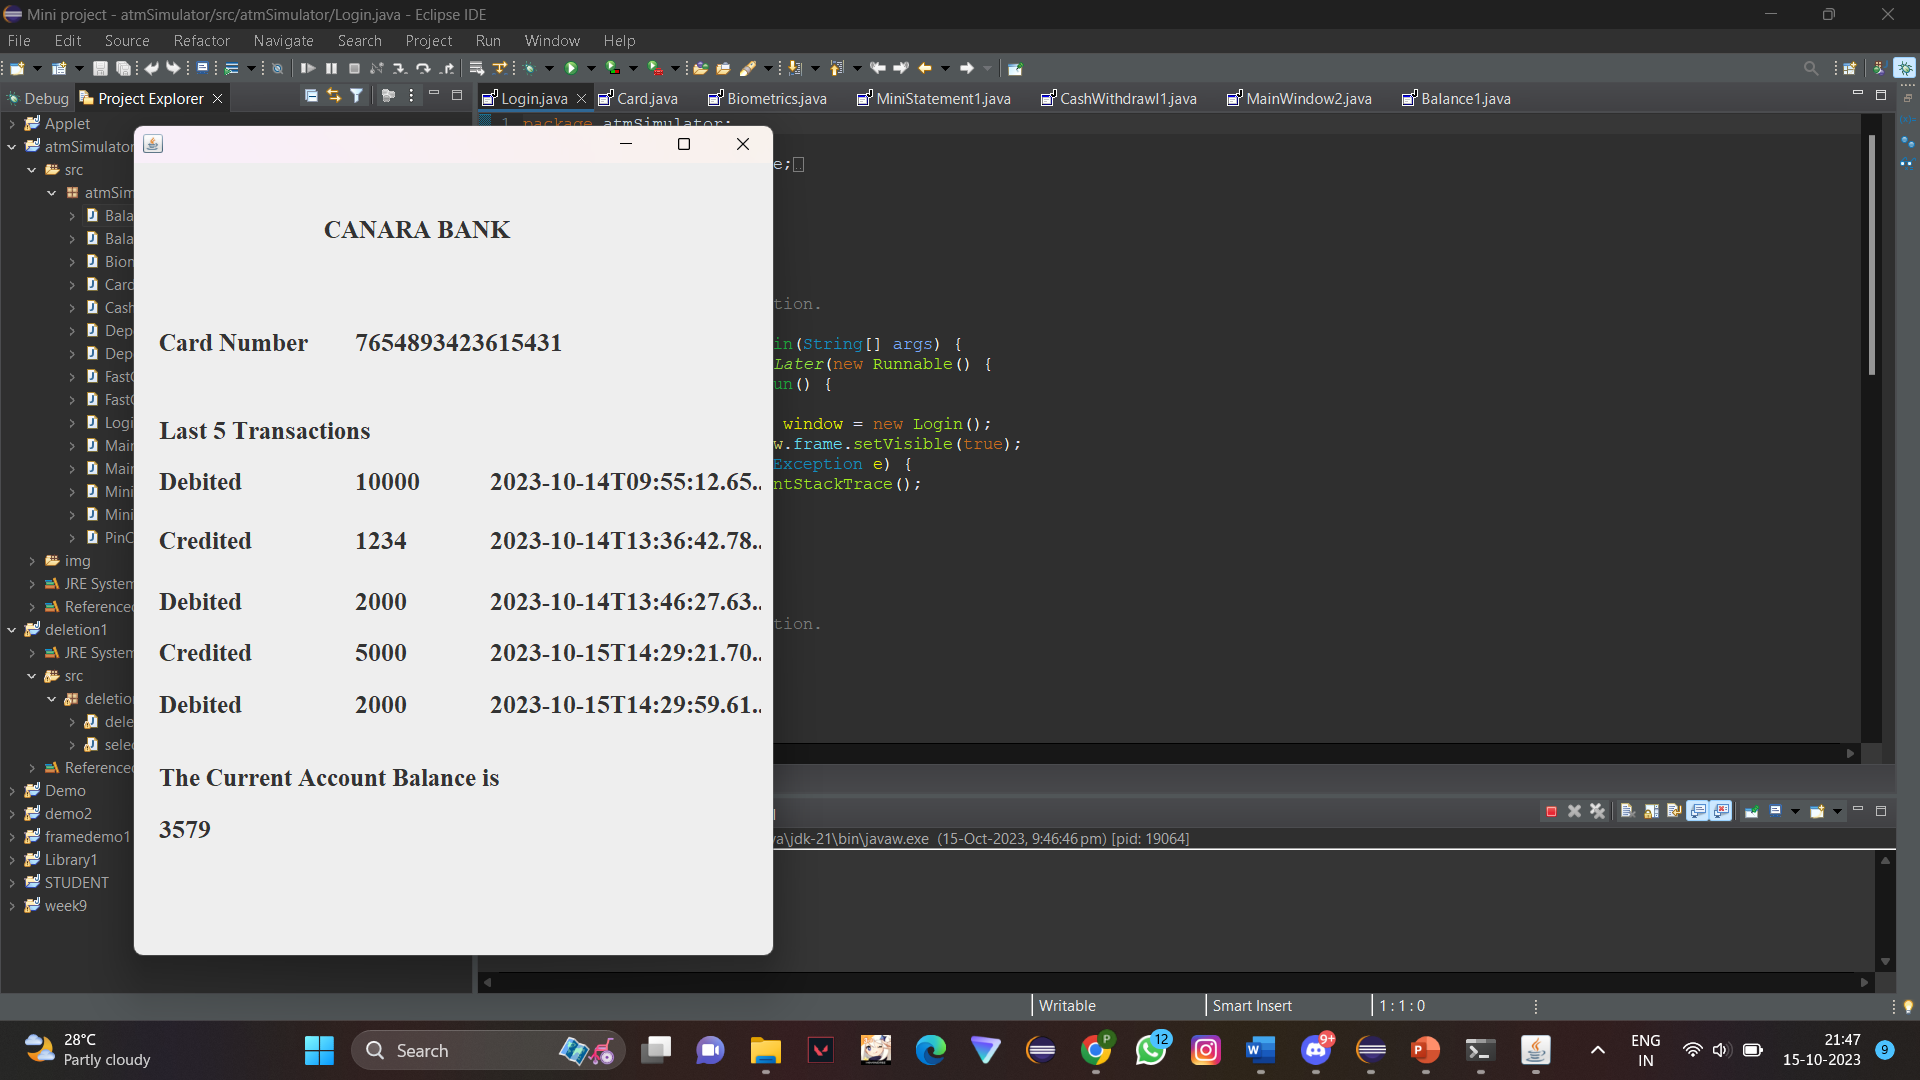 Mini project - atmSimulator/src/atmSimulator/Login.java - Eclipse IDE
File Edit Source Refactor Navigate Search Project Run Window Help
Debug Project Explorer Login.java Card.java Biometrics.java MiniStatement1.java CashWithdrawl1.java MainWindow2.java Balance1.java
Applet
atmSimulator
src
atmSim
Bala
Bala
Bion
Card
Cash
Dep
Dep
Fast
Fast
Logi
Mair
Mair
Mini
Mini
PinC
img
JRE System
Reference
deletion1
JRE System
src
deletio
dele
selec
Reference
Demo
demo2
framedemo1
Library1
STUDENT
week9
CANARA BANK
Card Number 7654893423615431
Last 5 Transactions
Debited 10000 2023-10-14T09:55:12.65..
Credited 1234 2023-10-14T13:36:42.78..
Debited 2000 2023-10-14T13:46:27.63..
Credited 5000 2023-10-15T14:29:21.70..
Debited 2000 2023-10-15T14:29:59.61..
The Current Account Balance is
3579
1 package atmSimulator;
e;
tion.
in(String[] args) {
Later(new Runnable() {
un() {
window = new Login();
w.frame.setVisible(true);
Exception e) {
ntStackTrace();
tion.
a\jdk-21\bin\javaw.exe (15-Oct-2023, 9:46:46 pm) [pid: 19064]
Writable Smart Insert 1 : 1 : 0
28°C
Partly cloudy
Search
P
12
9+
ENG
IN
21:47
15-10-2023
9